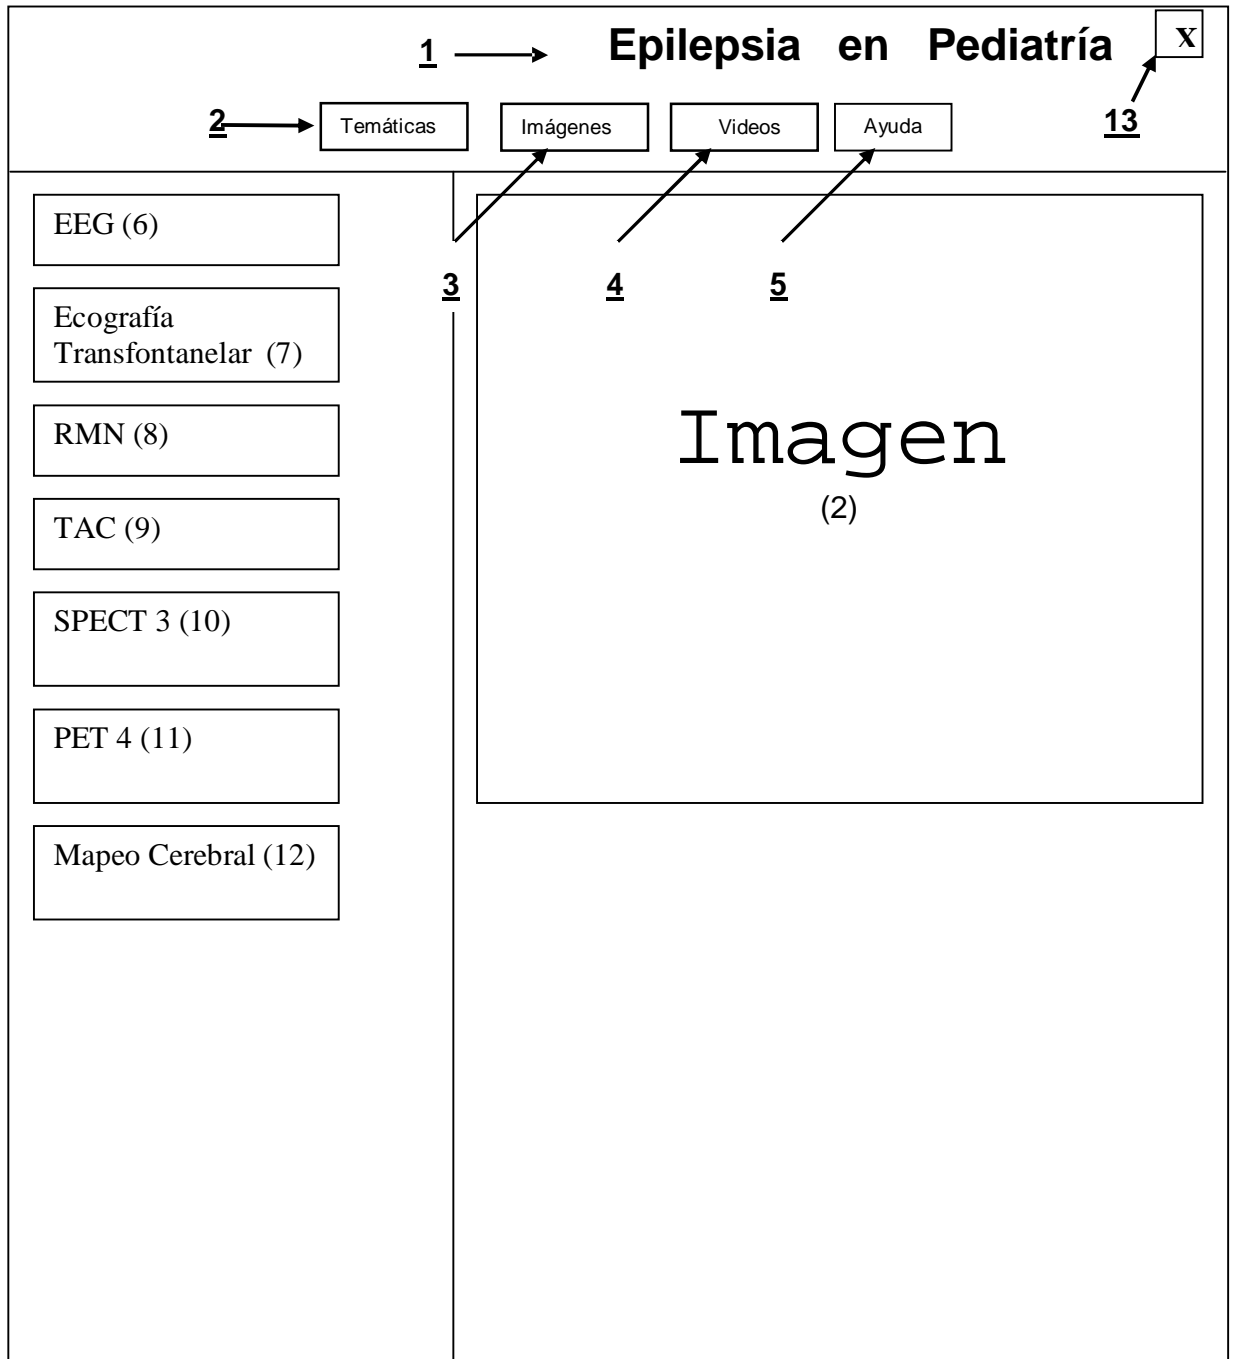 1 Epilepsia en Pediatría X
2 Temáticas Imágenes Videos Ayuda 13
EEG (6)
3 4 5
Ecografía
Transfontanelar (7)
RMN (8)
Imagen
(2)
TAC (9)
SPECT 3 (10)
PET 4 (11)
Mapeo Cerebral (12)